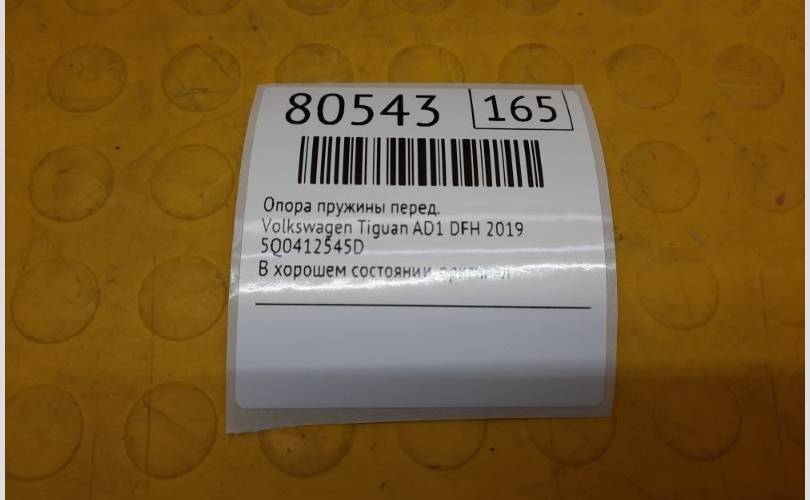 80543 165
Опора пружины перед.
Volkswagen Tiguan AD1 DFH 2019
5Q0412545D
В хорошем состоянии,